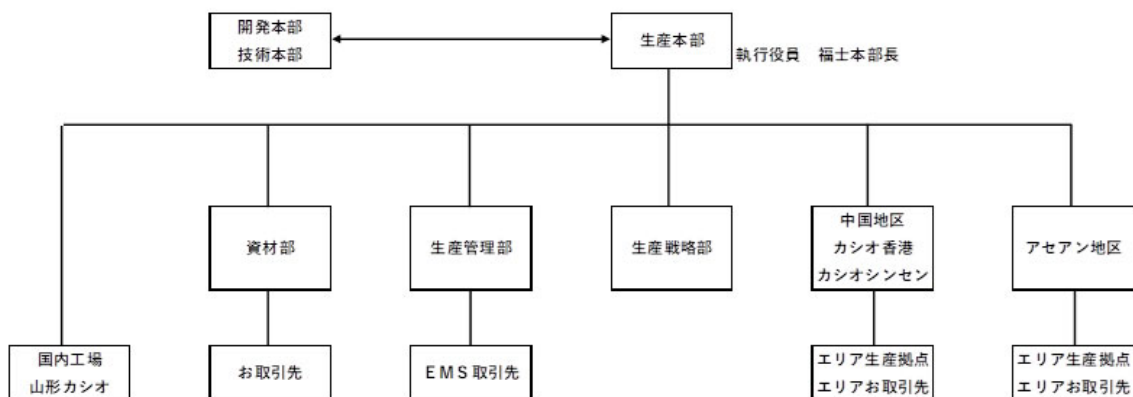 開発本部
技術本部
生産本部
執行役員　福士本部長
資材部
生産管理部
生産戦略部
中国地区
カシオ香港
カシオシンセン
アセアン地区
国内工場
山形カシオ
お取引先
EMS取引先
エリア生産拠点
エリアお取引先
エリア生産拠点
エリアお取引先